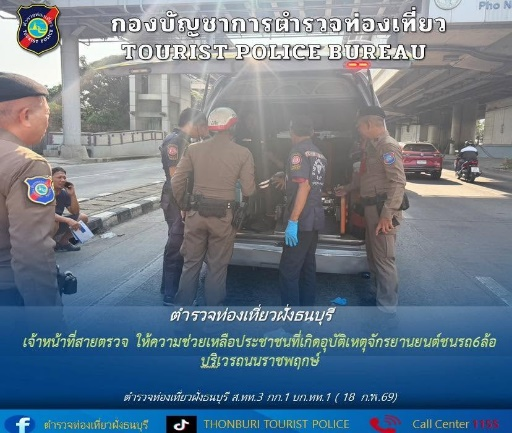 กองบัญชาการตำรวจท่องเที่ยว
TOURIST POLICE BUREAU
Pho N
ตำรวจท่องเที่ยวฝั่งธนบุรี
เจ้าหน้าที่สายตรวจ ให้ความช่วยเหลือประชาชนที่เกิดอุบัติเหตุจักรยานยนต์ชนรถ6ล้อ
บริเวรถนนราชพฤกษ์
ตำรวจท่องเที่ยวฝั่งธนบุรี ส.ทท.3 กก.1 บก.ทท.1 ( 18 ก.พ.69)
ตำรวจท่องเที่ยวฝั่งธนบุรี
THONBURI TOURIST POLICE
Call Center 1155